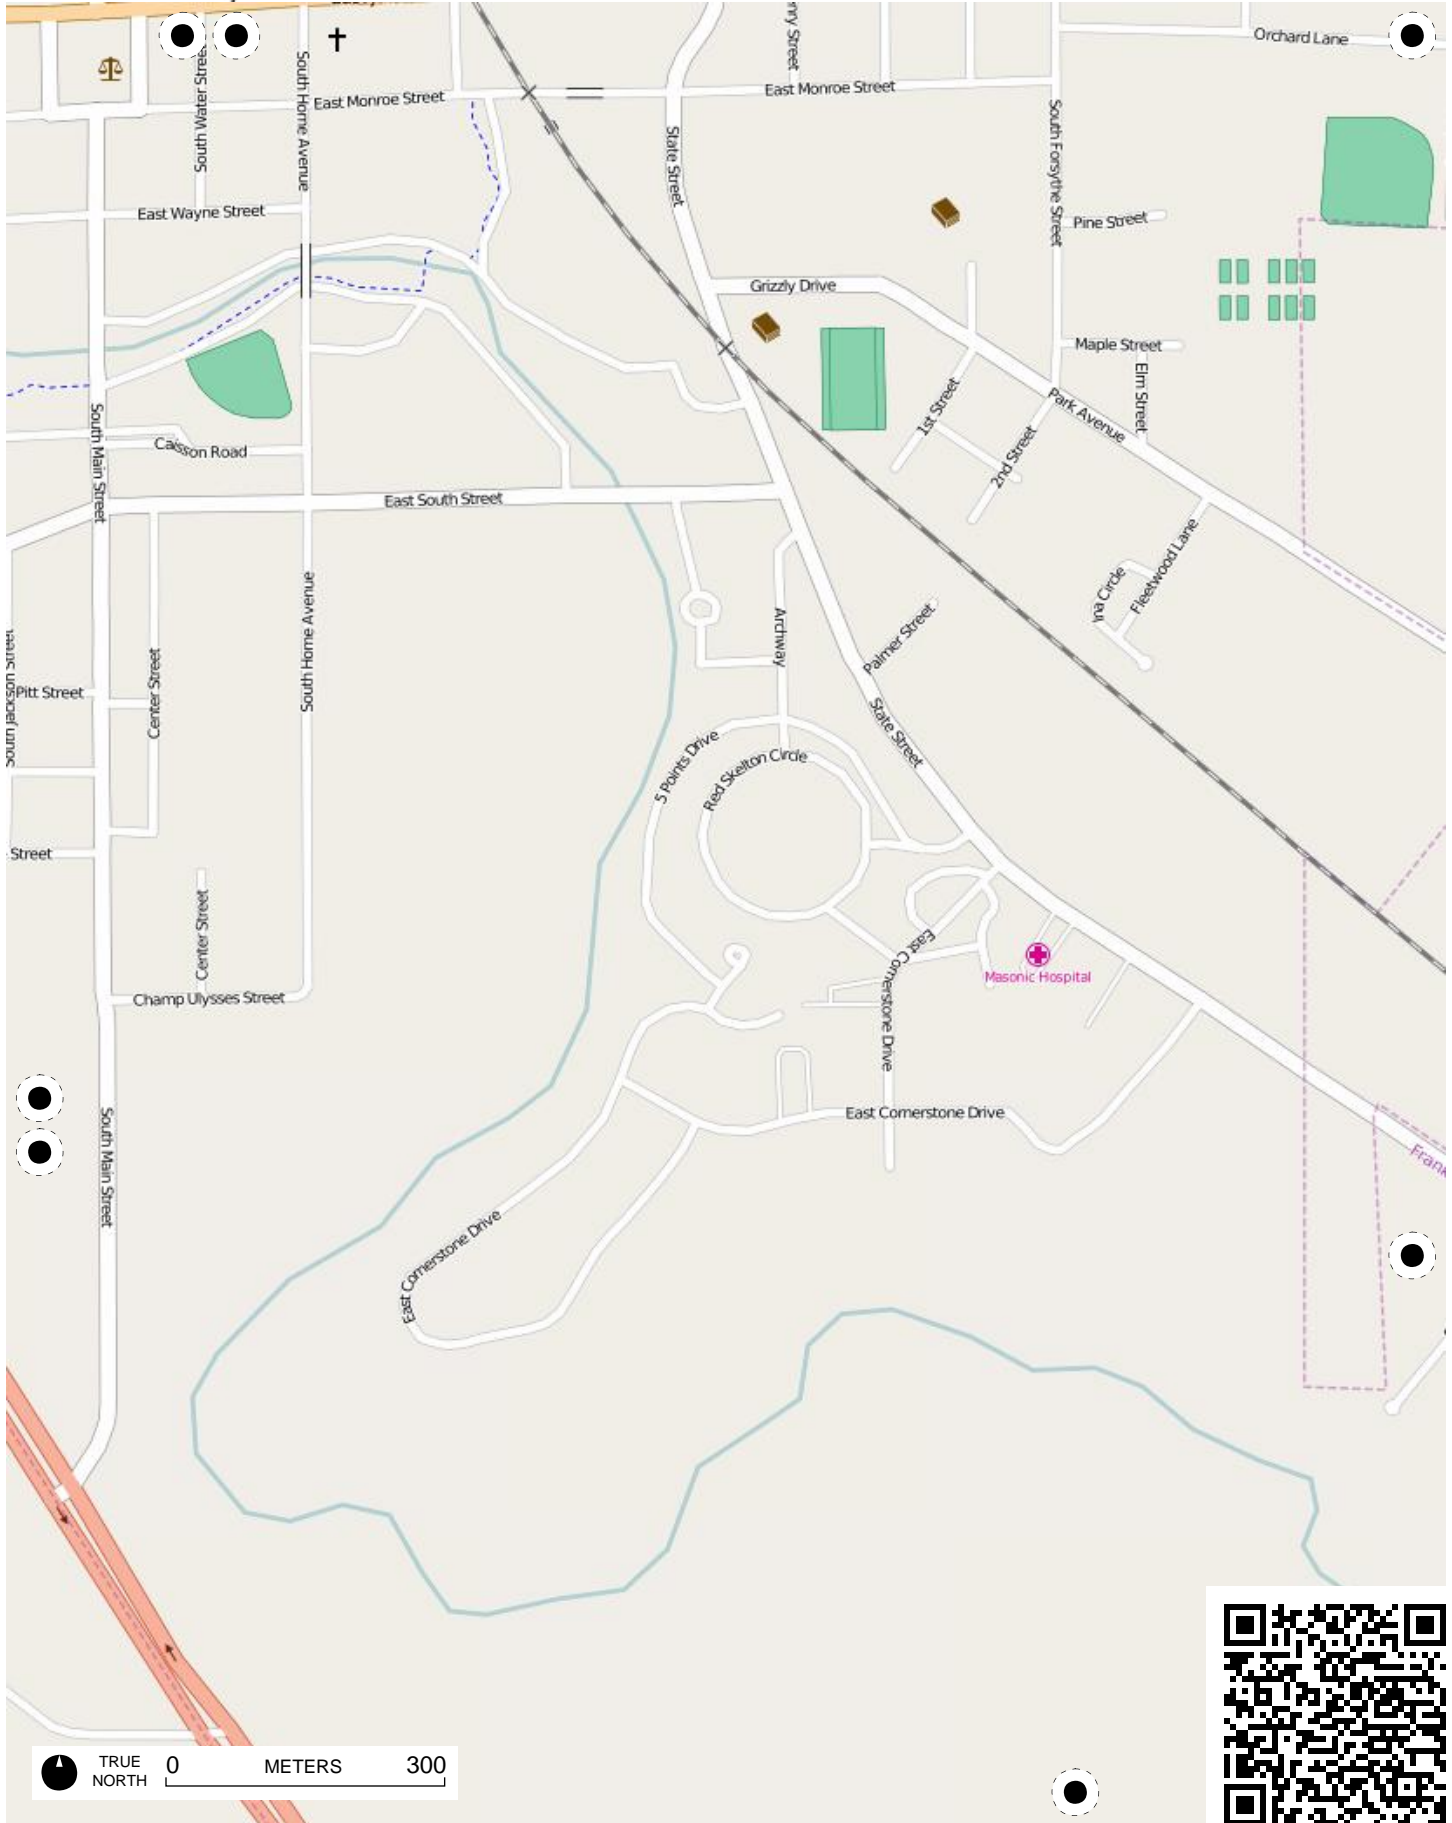 Orchard Lane
South Water Street
South Home Avenue
East Monroe Street
East Monroe Street
State Street
South Forsythe Street
East Wayne Street
Pine Street
Grizzly Drive
Maple Street
Elm Street
Park Avenue
1st Street
2nd Street
South Main Street
Caisson Road
East South Street
Fleetwood Lane
Circle
South Home Avenue
Archway
Palmer Street
South Jackson Street
Pitt Street
Center Street
State Street
5 Points Drive
Red Skelton Circle
Street
Center Street
East Cornerstone Drive
Masonic Hospital
Champ Ulysses Street
East Cornerstone Drive
South Main Street
East Cornerstone Drive
TRUE
NORTH
0 METERS 300